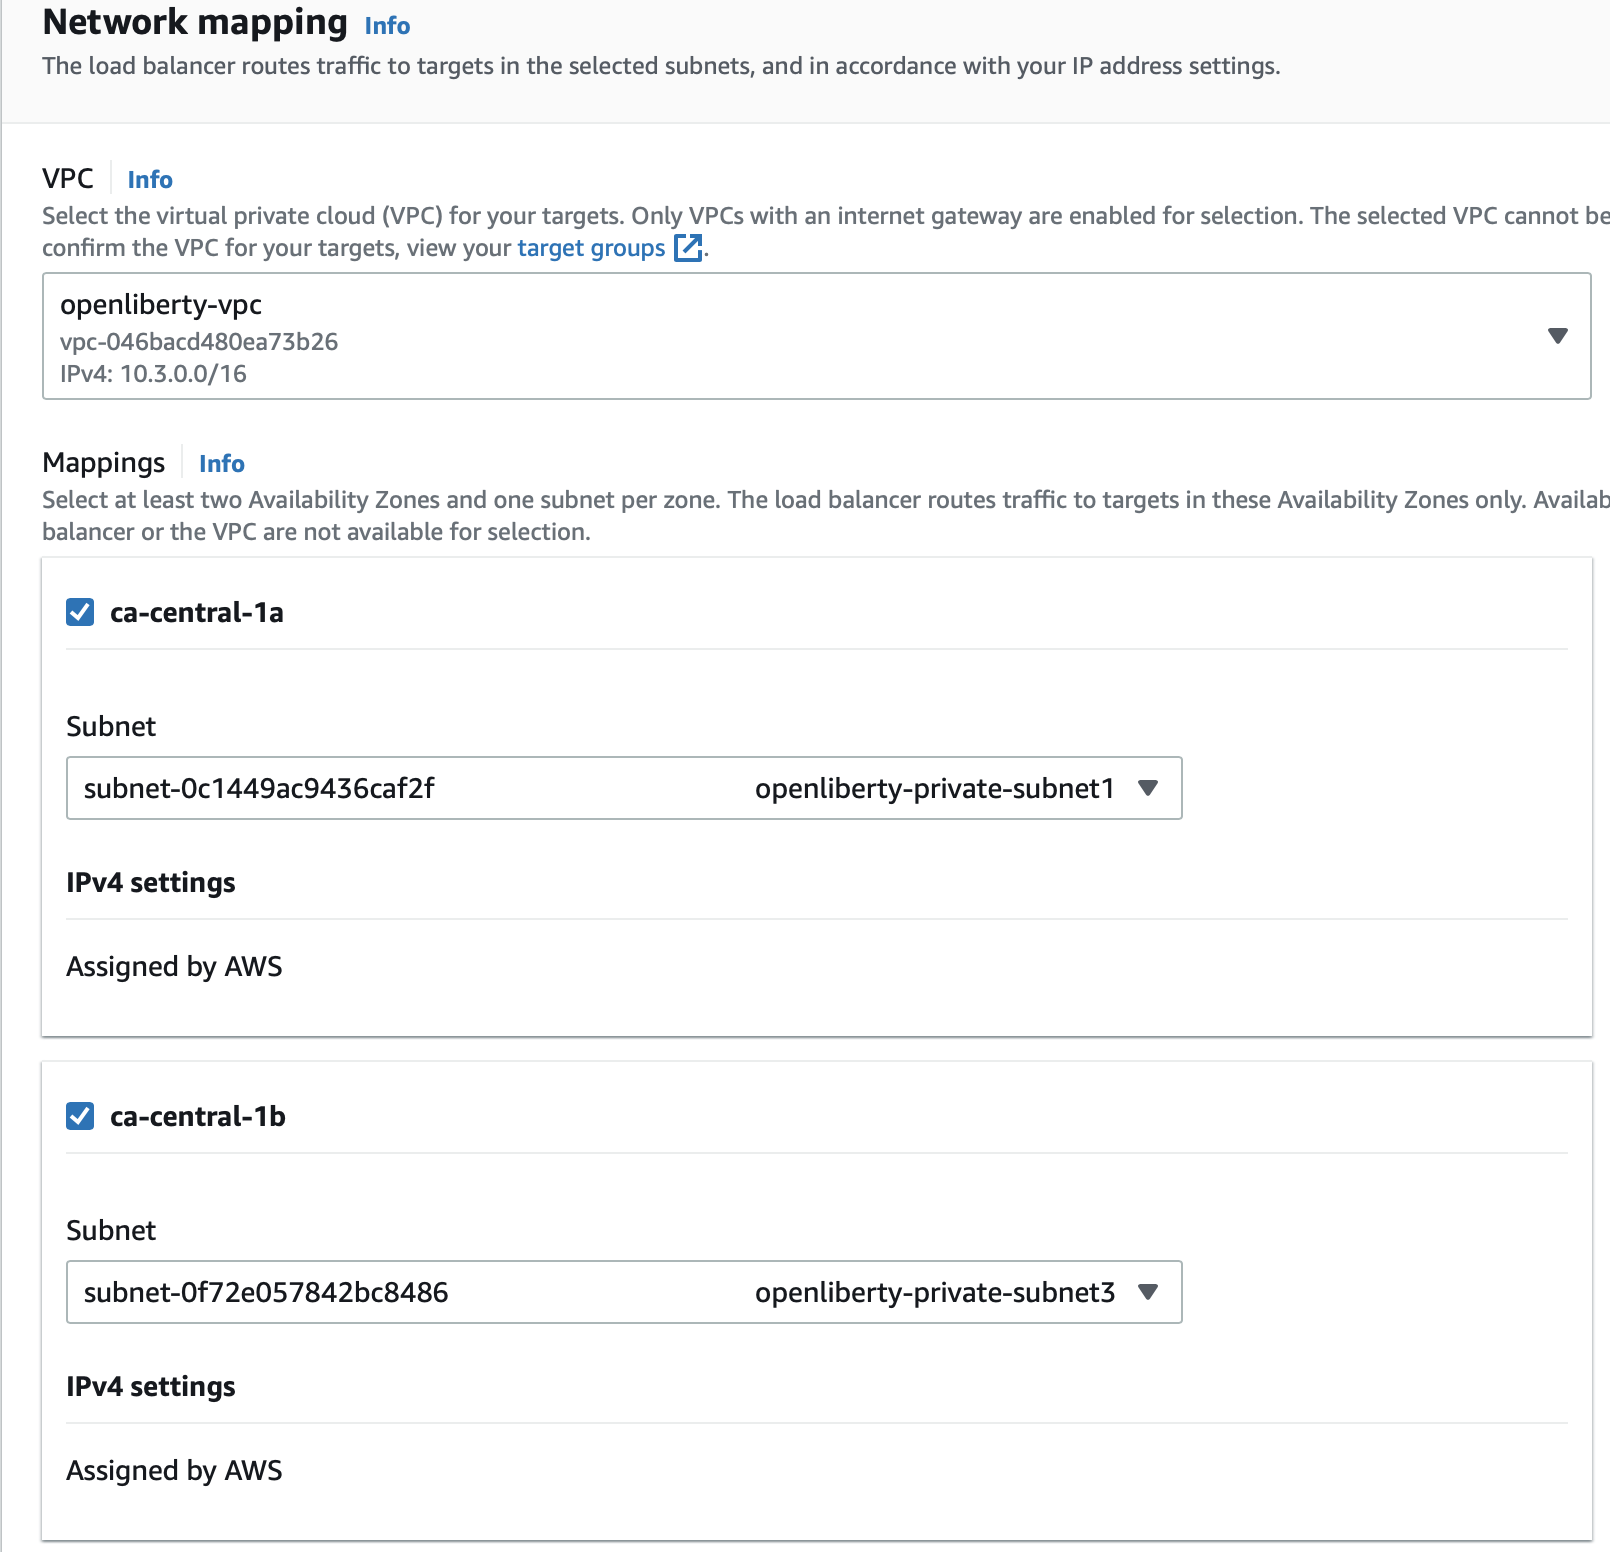 Network mapping Info
The load balancer routes traffic to targets in the selected subnets, and in accordance with your IP address settings.
VPC Info
Select the virtual private cloud (VPC) for your targets. Only VPCs with an internet gateway are enabled for selection. The selected VPC cannot be
confirm the VPC for your targets, view your target groups.
openliberty-vpc
vpc-046bacd480ea73b26
IPv4: 10.3.0.0/16
Mappings Info
Select at least two Availability Zones and one subnet per zone. The load balancer routes traffic to targets in these Availability Zones only. Availab
balancer or the VPC are not available for selection.
ca-central-1a
Subnet
subnet-0c1449ac9436caf2f openliberty-private-subnet1
IPv4 settings
Assigned by AWS
ca-central-1b
Subnet
subnet-0f72e057842bc8486 openliberty-private-subnet3
IPv4 settings
Assigned by AWS